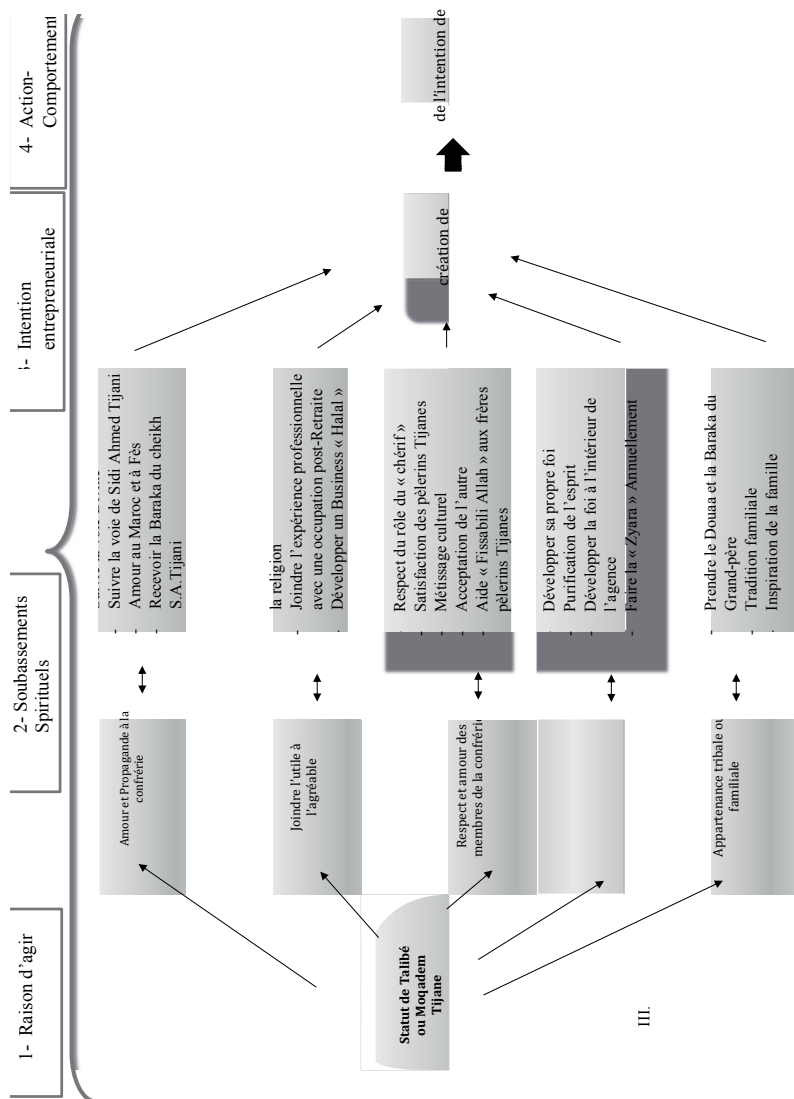 1- Raison d'agir
2- Soubassements
Spirituels
Intention
entrepreneuriale
4- Action-
Comportement
Statut de Talibé
ou Moqadem
Tijane
Amour et Propagande à la
confrérie
Joindre l'utile à
l'agréable
Respect et amour des
membres de la confrérie
Appartenance tribale ou
familiale
- Suivre la voie de Sidi Ahmed Tijani
- Amour au Maroc et à Fès
- Recevoir la Baraka du cheikh
S.A.Tijani
la religion
- Joindre l'expérience professionnelle
avec une occupation post-Retraite
- Développer un Business « Halal »
- Respect du rôle du « chérif »
- Satisfaction des pèlerins Tijanes
- Métissage culturel
- Acceptation de l'autre
- Aide « Fissabili Allah » aux frères
pèlerins Tijanes
- Développer sa propre foi
- Purification de l'esprit
- Développer la foi à l'intérieur de
l'agence
- Faire la « Zyara » Annuellement
- Prendre le Douaa et la Baraka du
Grand-père
- Tradition familiale
- Inspiration de la famille
création de
de l'intention de
III.